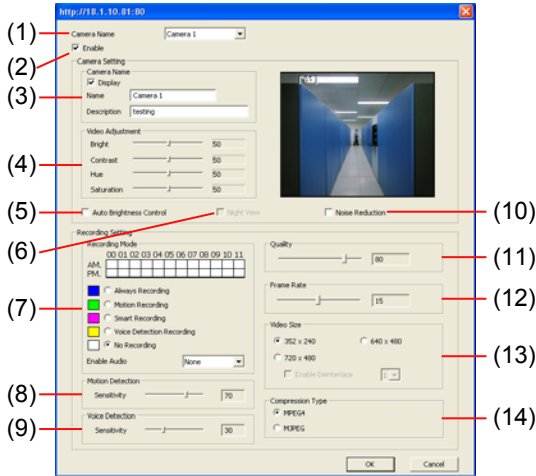 http://18.1.10.81:80
(1) Camera Name Camera 1
(2) Enable
Camera Setting
Camera Name
Display
(3) Name Camera 1
Description testing
Video Adjustment
Bright 50
(4) Contrast 50
Hue 50
Saturation 50
(5) Auto Brightness Control
(6) Night View
Noise Reduction (10)
Recording Setting
Recording Mode
00 01 02 03 04 05 06 07 08 09 10 11
AM.
PM.
(7) Always Recording
Motion Recording
Smart Recording
Voice Detection Recording
No Recording
Enable Audio None
Motion Detection
(8) Sensitivity 70
Voice Detection
(9) Sensitivity 30
Quality
80 (11)
Frame Rate
15 (12)
Video Size
352 x 240 640 x 480
720 x 480 (13)
Enable Deinterlace
Compression Type
MPEG4 (14)
MJPEG
OK Cancel